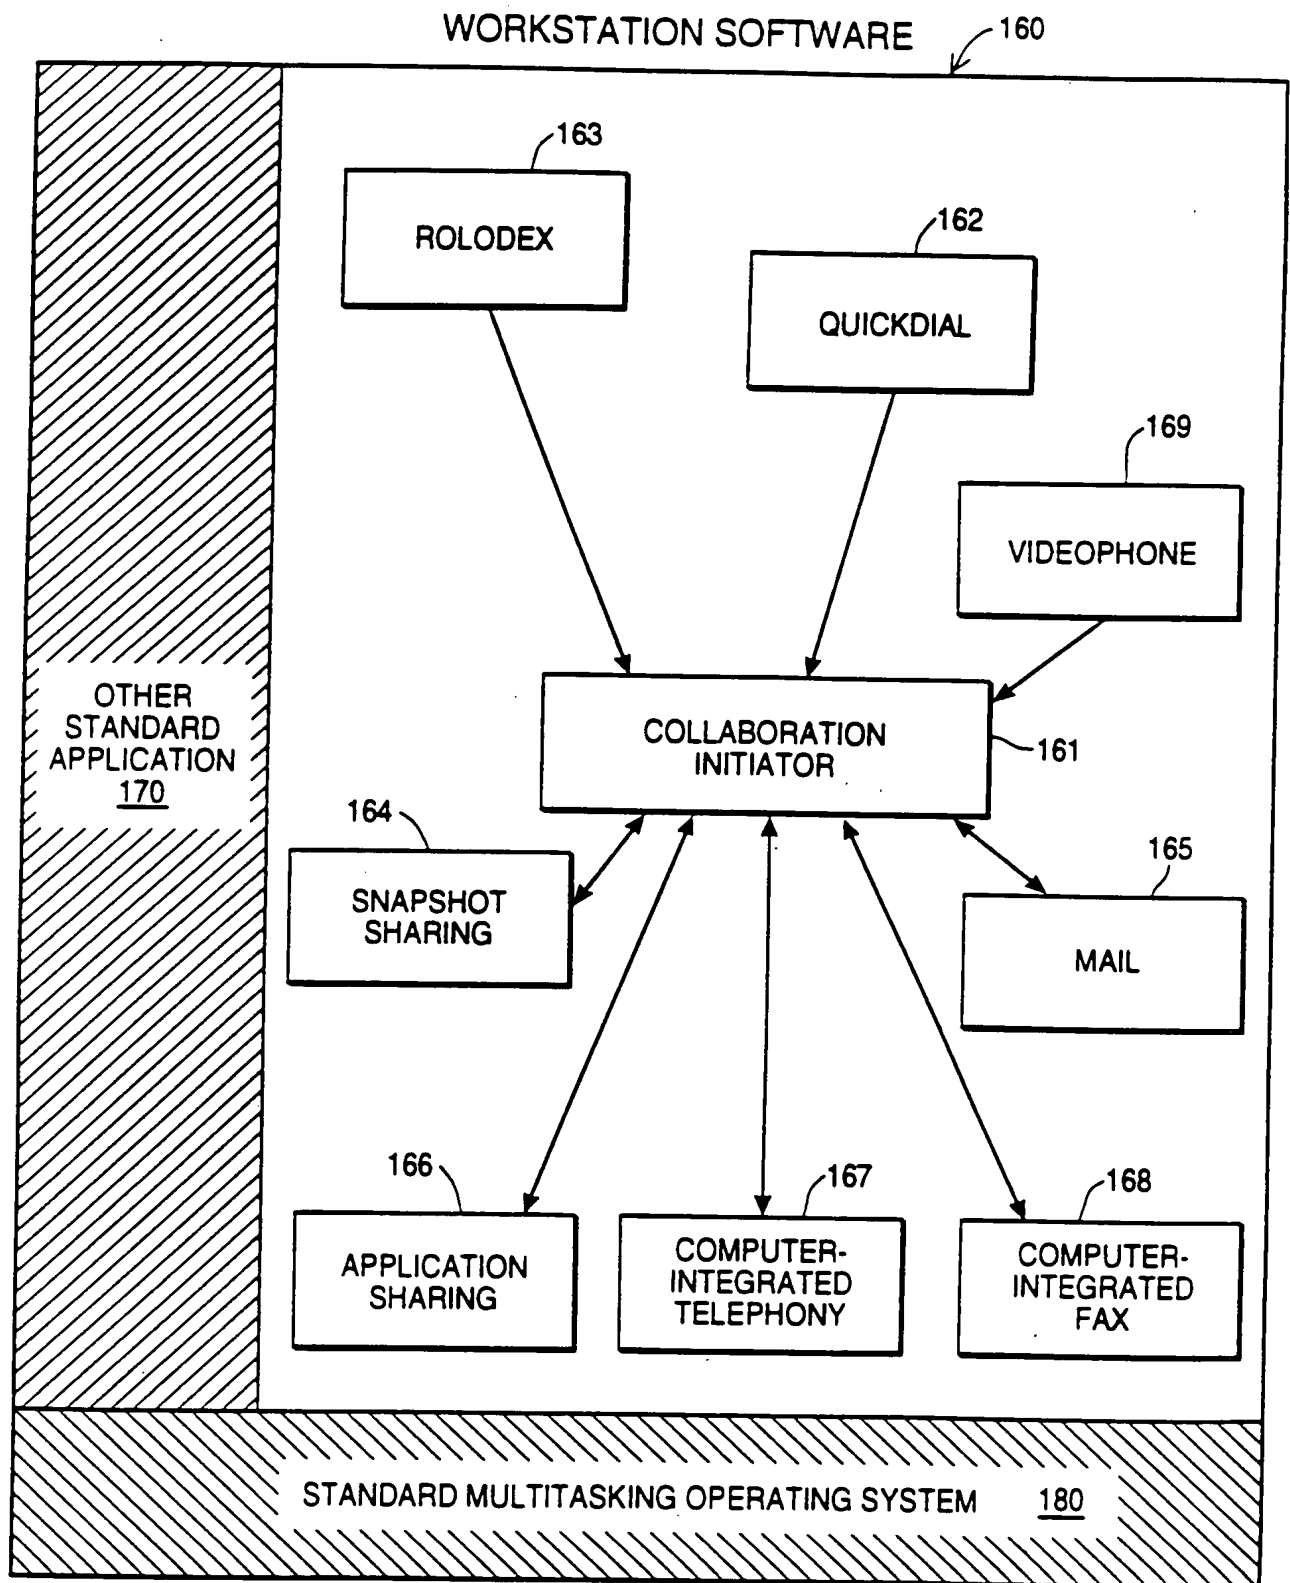 WORKSTATION SOFTWARE
160
163
ROLODEX
162
QUICKDIAL
169
VIDEOPHONE
OTHER
STANDARD
APPLICATION
170
COLLABORATION
INITIATOR
161
164
SNAPSHOT
SHARING
165
MAIL
166
APPLICATION
SHARING
167
COMPUTER-
INTEGRATED
TELEPHONY
168
COMPUTER-
INTEGRATED
FAX
STANDARD MULTITASKING OPERATING SYSTEM 180